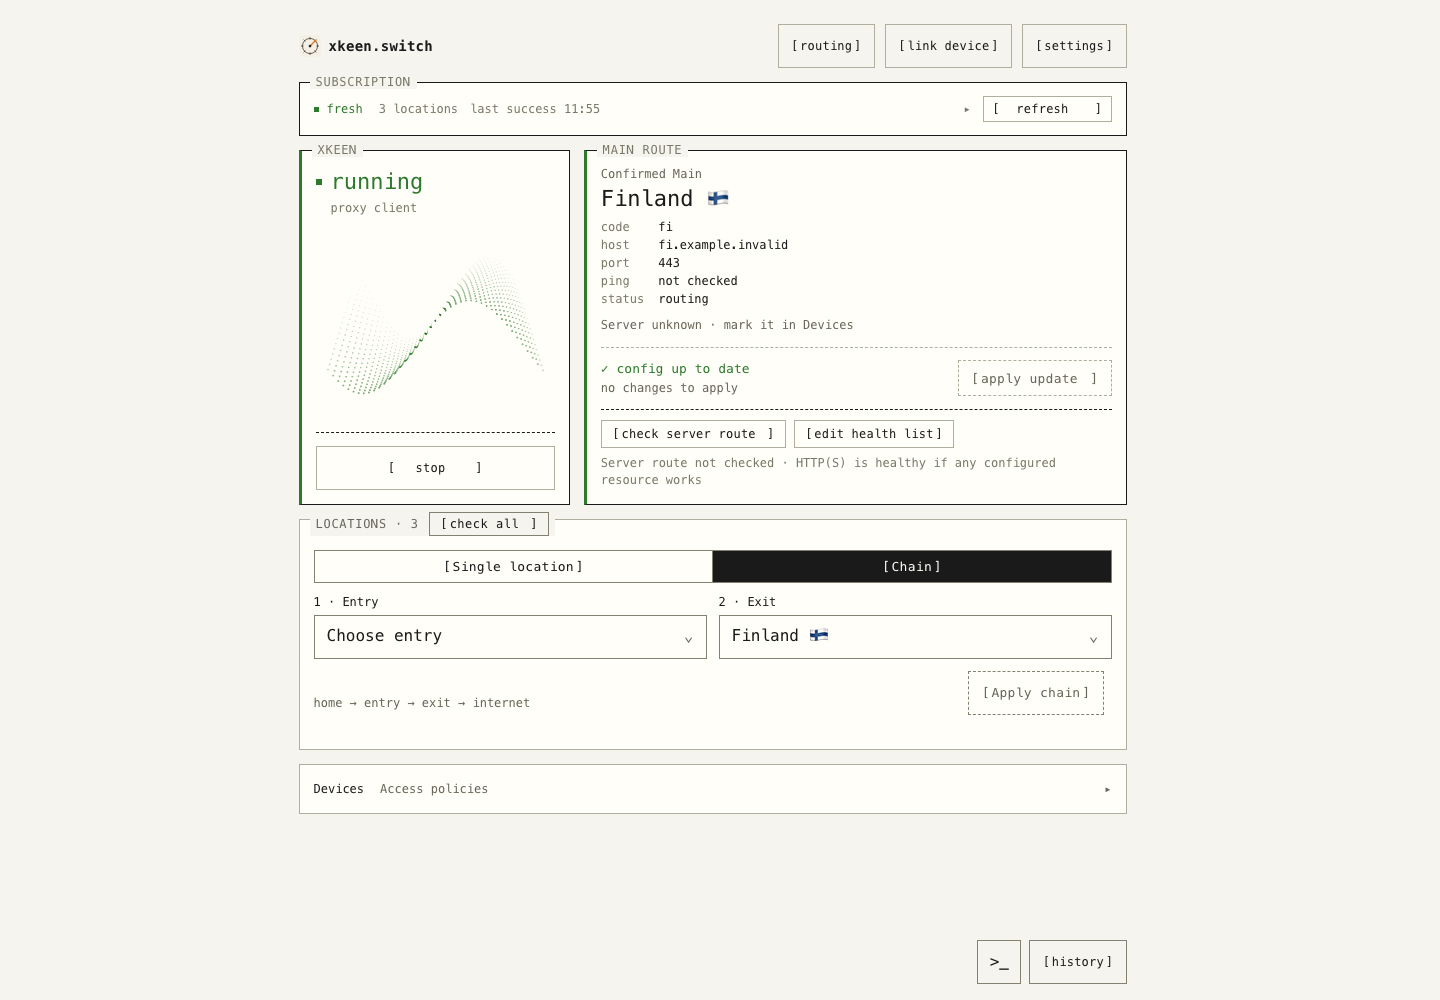 xkeen.switch
[routing] [link device] [settings]
SUBSCRIPTION
fresh 3 locations last success 11:55 ▸ [ refresh ]
XKEEN
running
proxy client
[ stop ]
MAIN ROUTE
Confirmed Main
Finland 🇫🇮
code fi
host fi.example.invalid
port 443
ping not checked
status routing
Server unknown · mark it in Devices
✓ config up to date
no changes to apply
[apply update ]
[check server route ] [edit health list]
Server route not checked · HTTP(S) is healthy if any configured
resource works
LOCATIONS · 3 [check all ]
[Single location] [Chain]
1 · Entry 2 · Exit
Choose entry Finland 🇫🇮
home → entry → exit → internet [Apply chain]
Devices Access policies ▸
>_ [history]